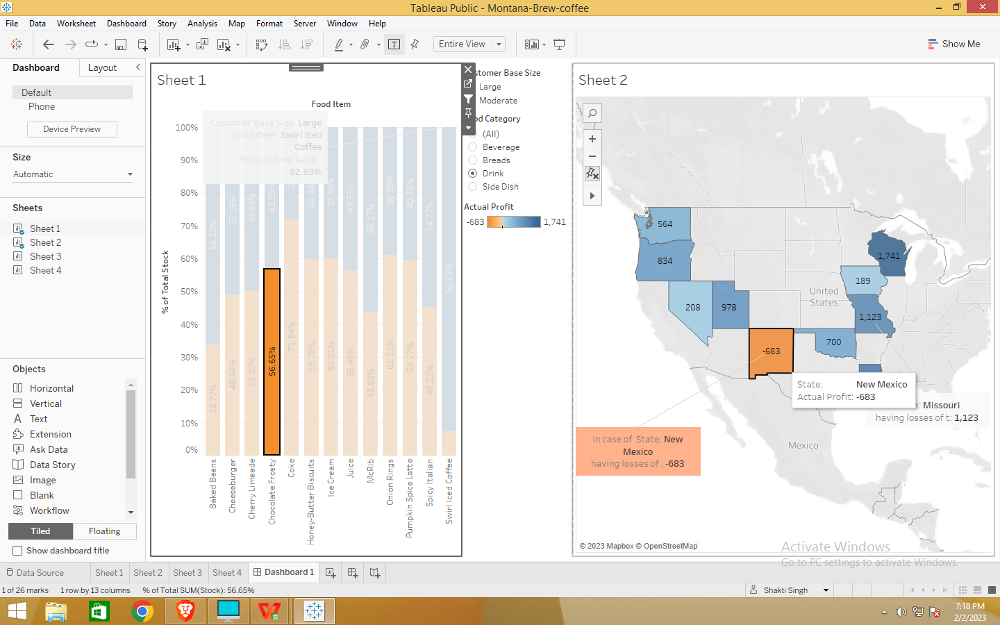 Tableau Public - Montana-Brew-coffee
File Data Worksheet Dashboard Story Analysis Map Format Server Window Help
Entire View
Show Me
Dashboard Layout
Default
Phone
Device Preview
Size
Automatic
Sheets
Sheet 1
Sheet 2
Sheet 3
Sheet 4
Objects
Horizontal
Vertical
Text
Extension
Ask Data
Data Story
Image
Blank
Workflow
Tiled Floating
Show dashboard title
Sheet 1
Food Item
Customer Base Size: Large
Food Item: Swirl Iced
Coffee
% stack long table:
92.63%
% of Total Stock
100%
90%
80%
70%
60%
50%
40%
30%
20%
10%
0%
66.23% 51.16% 49.68% 43.35% 40.24% 39.99% 43.55% 56.17% 38.89% 40.73% 54.77% 92.63%
33.77% 48.84% 50.32% 56.65% 71.84% 59.76% 60.01% 56.45% 43.83% 61.11% 59.27% 45.23%
Baked Beans
Cheeseburger
Cherry Limeade
Chocolate Frosty
Coke
Honey-Butter Biscuits
Ice Cream
Juice
McRib
Onion Rings
Pumpkin Spice Latte
Spicy Italian
Swirl Iced Coffee
stomer Base Size
Large
Moderate
od Category
(All)
Beverage
Breads
Drink
Side Dish
Actual Profit
-683 1,741
Sheet 2
564
834
208
978
-683
700
1,123
189
1,741
United
States
Mexico
State: New Mexico
Actual Profit: -683
e: Missouri
having losses of t: 1,123
in case of State: New
Mexico
having losses of : -683
© 2023 Mapbox © OpenStreetMap
Activate Windows
Go to PC settings to activate Windows.
Data Source Sheet 1 Sheet 2 Sheet 3 Sheet 4 Dashboard 1
1 of 26 marks 1 row by 13 columns % of Total SUM(Stock): 56.65%
Shakti Singh
7:18 PM
2/2/2023